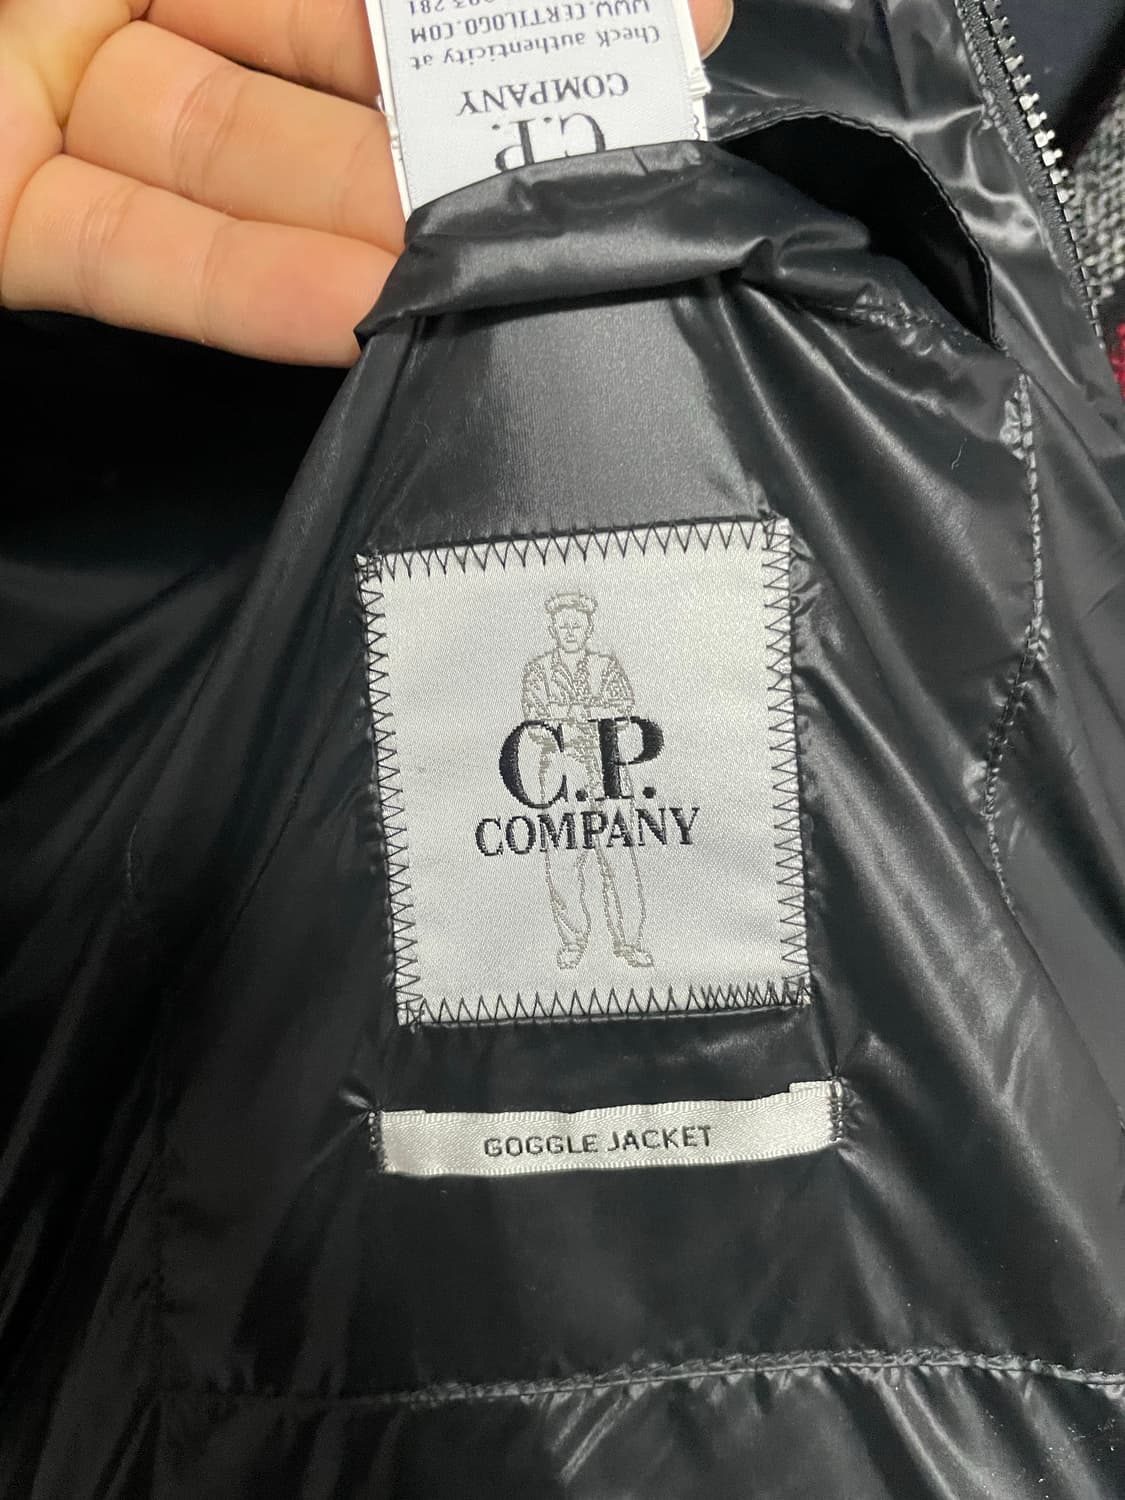 C.P.
COMPANY
Check authenticity at
WWW.CERTILOGO.COM
C.P.
COMPANY
GOGGLE JACKET